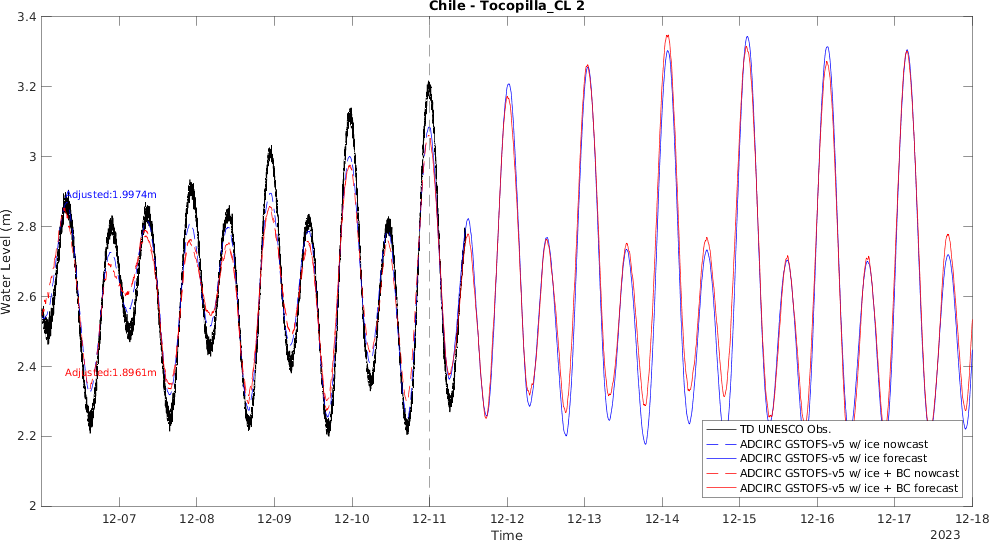 Chile - Tocopilla_CL 2
3.4
3.2
3
2.8
2.6
2.4
2.2
2
Water Level (m)
Adjusted:1.9974m
Adjusted:1.8961m
TD UNESCO Obs.
ADCIRC GSTOFS-v5 w/ ice nowcast
ADCIRC GSTOFS-v5 w/ ice forecast
ADCIRC GSTOFS-v5 w/ ice + BC nowcast
ADCIRC GSTOFS-v5 w/ ice + BC forecast
12-07 12-08 12-09 12-10 12-11 12-12 12-13 12-14 12-15 12-16 12-17 12-18
Time
2023